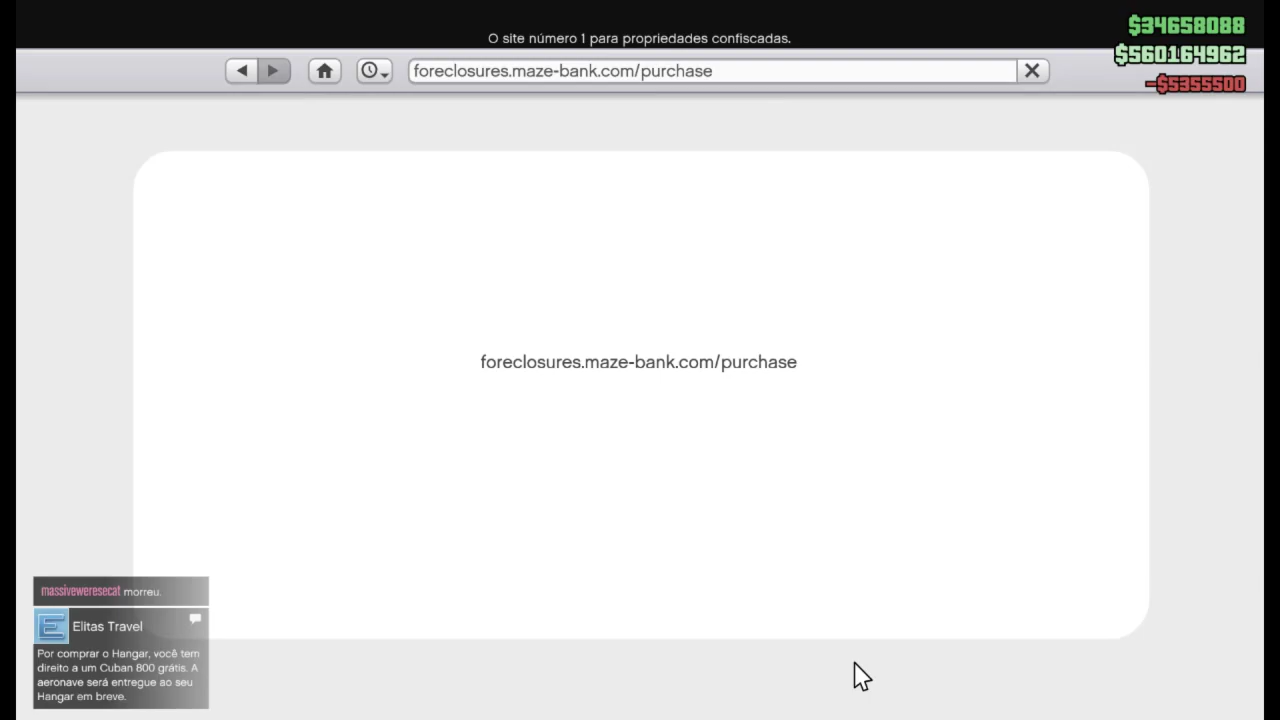 $34658088
O site número 1 para propriedades confiscadas.
$560164962
foreclosures.maze-bank.com/purchase
-$5355500
foreclosures.maze-bank.com/purchase
massiveweresecat morreu.
Elitas Travel
Por comprar o Hangar, você tem
direito a um Cuban 800 grátis. A
aeronave será entregue ao seu
Hangar em breve.